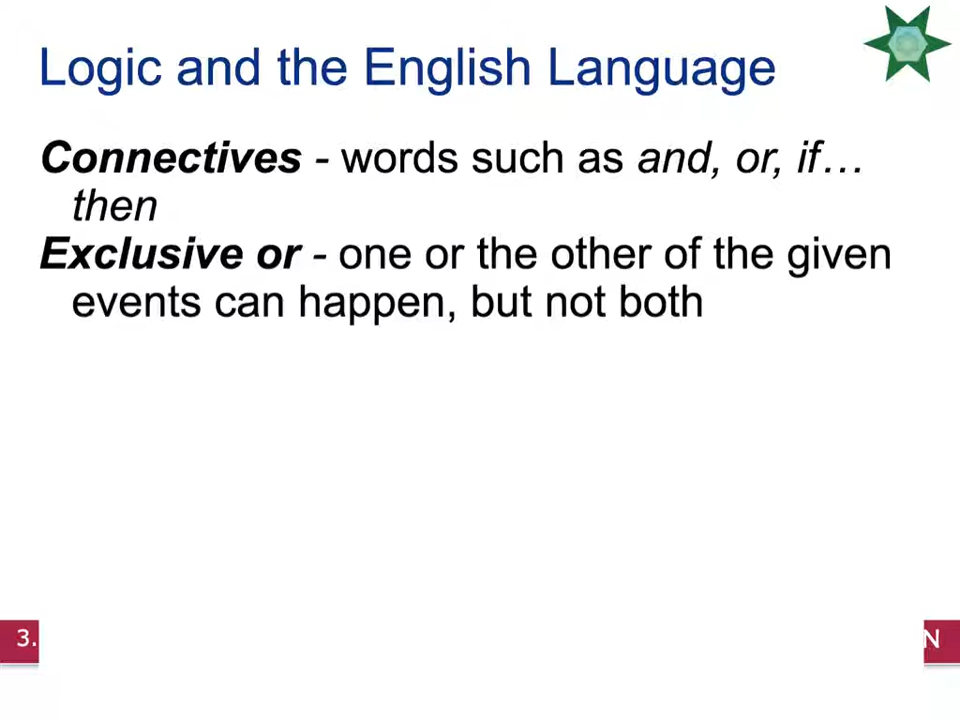 Logic and the English Language
Connectives - words such as and, or, if…
then
Exclusive or - one or the other of the given
events can happen, but not both
3.
N